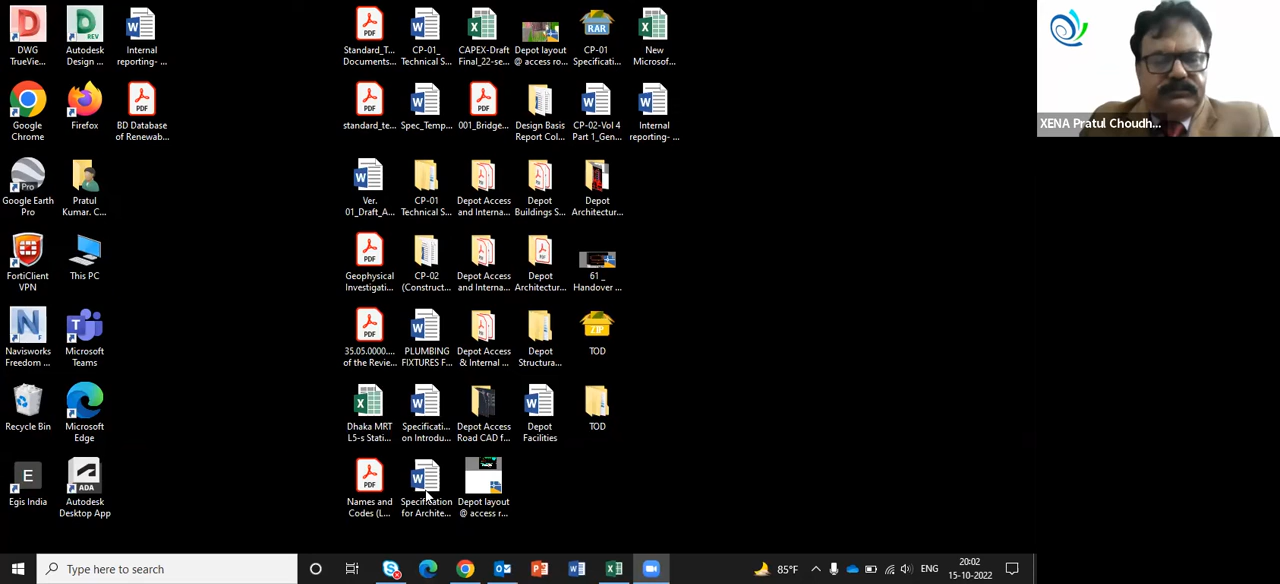 DWG
TrueVie...
Autodesk
Design ...
Internal
reporting- ...
Google
Chrome
Firefox
BD Database
of Renewab...
Google Earth
Pro
Pratul
Kumar. C...
FortiClient
VPN
This PC
Navisworks
Freedom ...
Microsoft
Teams
Recycle Bin
Microsoft
Edge
Egis India
Autodesk
Desktop App
Standard_T...
Documents...
CP-01_
Technical S...
CAPEX-Draft
Final_22-se...
Depot layout
@ access ro...
CP-01
Specificati...
New
Microsof...
standard_te...
Spec_Temp...
001_Bridge...
Design Basis
Report Col...
CP-02-Vol 4
Part 1_Gen...
Internal
reporting- ...
Ver.
01_Draft_A...
CP-01
Technical S...
Depot Access
and Interna...
Depot
Buildings S...
Depot
Architectur...
Geophysical
Investigati...
CP-02
(Construct...
Depot Access
and Interna...
Depot
Architectur...
61_
Handover ...
35.05.0000....
of the Revie...
PLUMBING
FIXTURES F...
Depot Access
& Internal ...
Depot
Structura...
TOD
Dhaka MRT
L5-s Stati...
Specificati...
on Introdu...
Depot Access
Road CAD f...
Depot
Facilities
TOD
Names and
Codes (L...
Specification
for Archite...
Depot layout
@ access r...
XENA Pratul Choudh...
Type here to search
85°F
ENG
20:02
15-10-2022